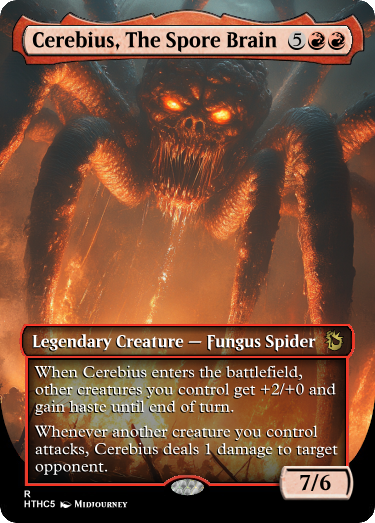 Cerebius, The Spore Brain 5
Legendary Creature — Fungus Spider
When Cerebius enters the battlefield,
other creatures you control get +2/+0 and
gain haste until end of turn.
Whenever another creature you control
attacks, Cerebius deals 1 damage to target
opponent.
7/6
R
HTHC5 Midjourney